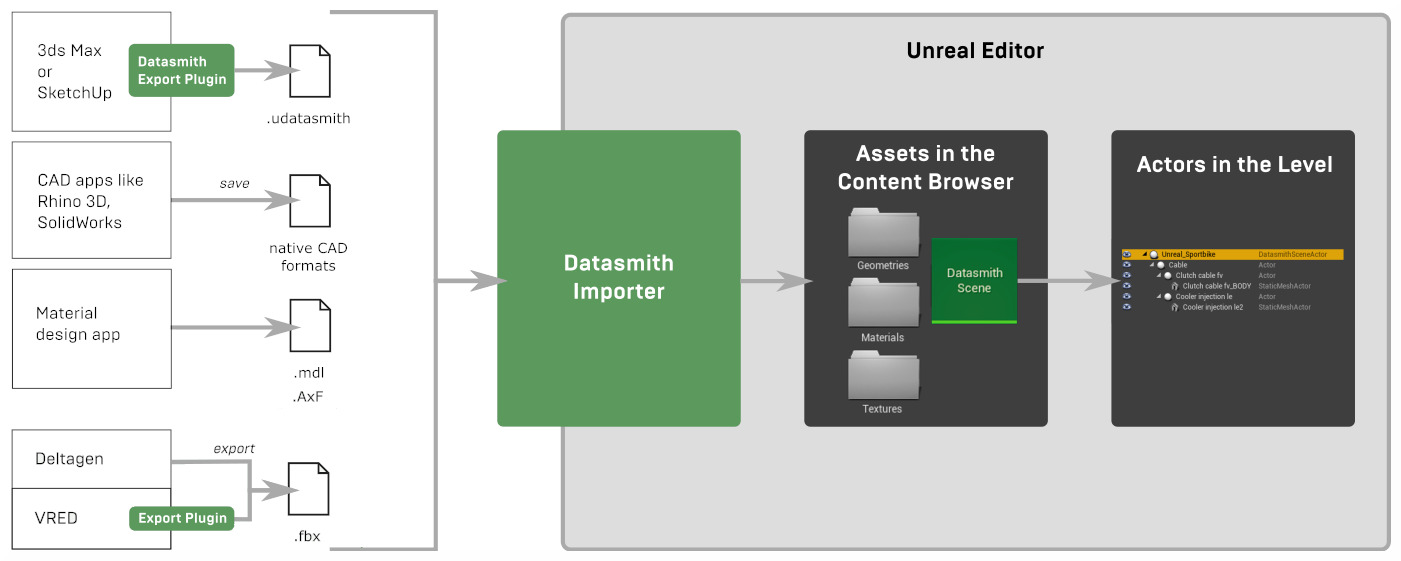 3ds Max
or
SketchUp
Datasmith
Export Plugin
.udatasmith
CAD apps like
Rhino 3D,
SolidWorks
save
native CAD
formats
Material
design app
.mdl
.AxF
Deltagen
export
VRED
Export Plugin
.fbx
Unreal Editor
Datasmith
Importer
Assets in the
Content Browser
Geometries
Materials
Textures
Datasmith
Scene
Actors in the Level
Unreal_Sportbike DatasmithSceneActor
Cable Actor
Clutch cable fv Actor
Clutch cable fv_BODY StaticMeshActor
Cooler injection le Actor
Cooler injection le2 StaticMeshActor